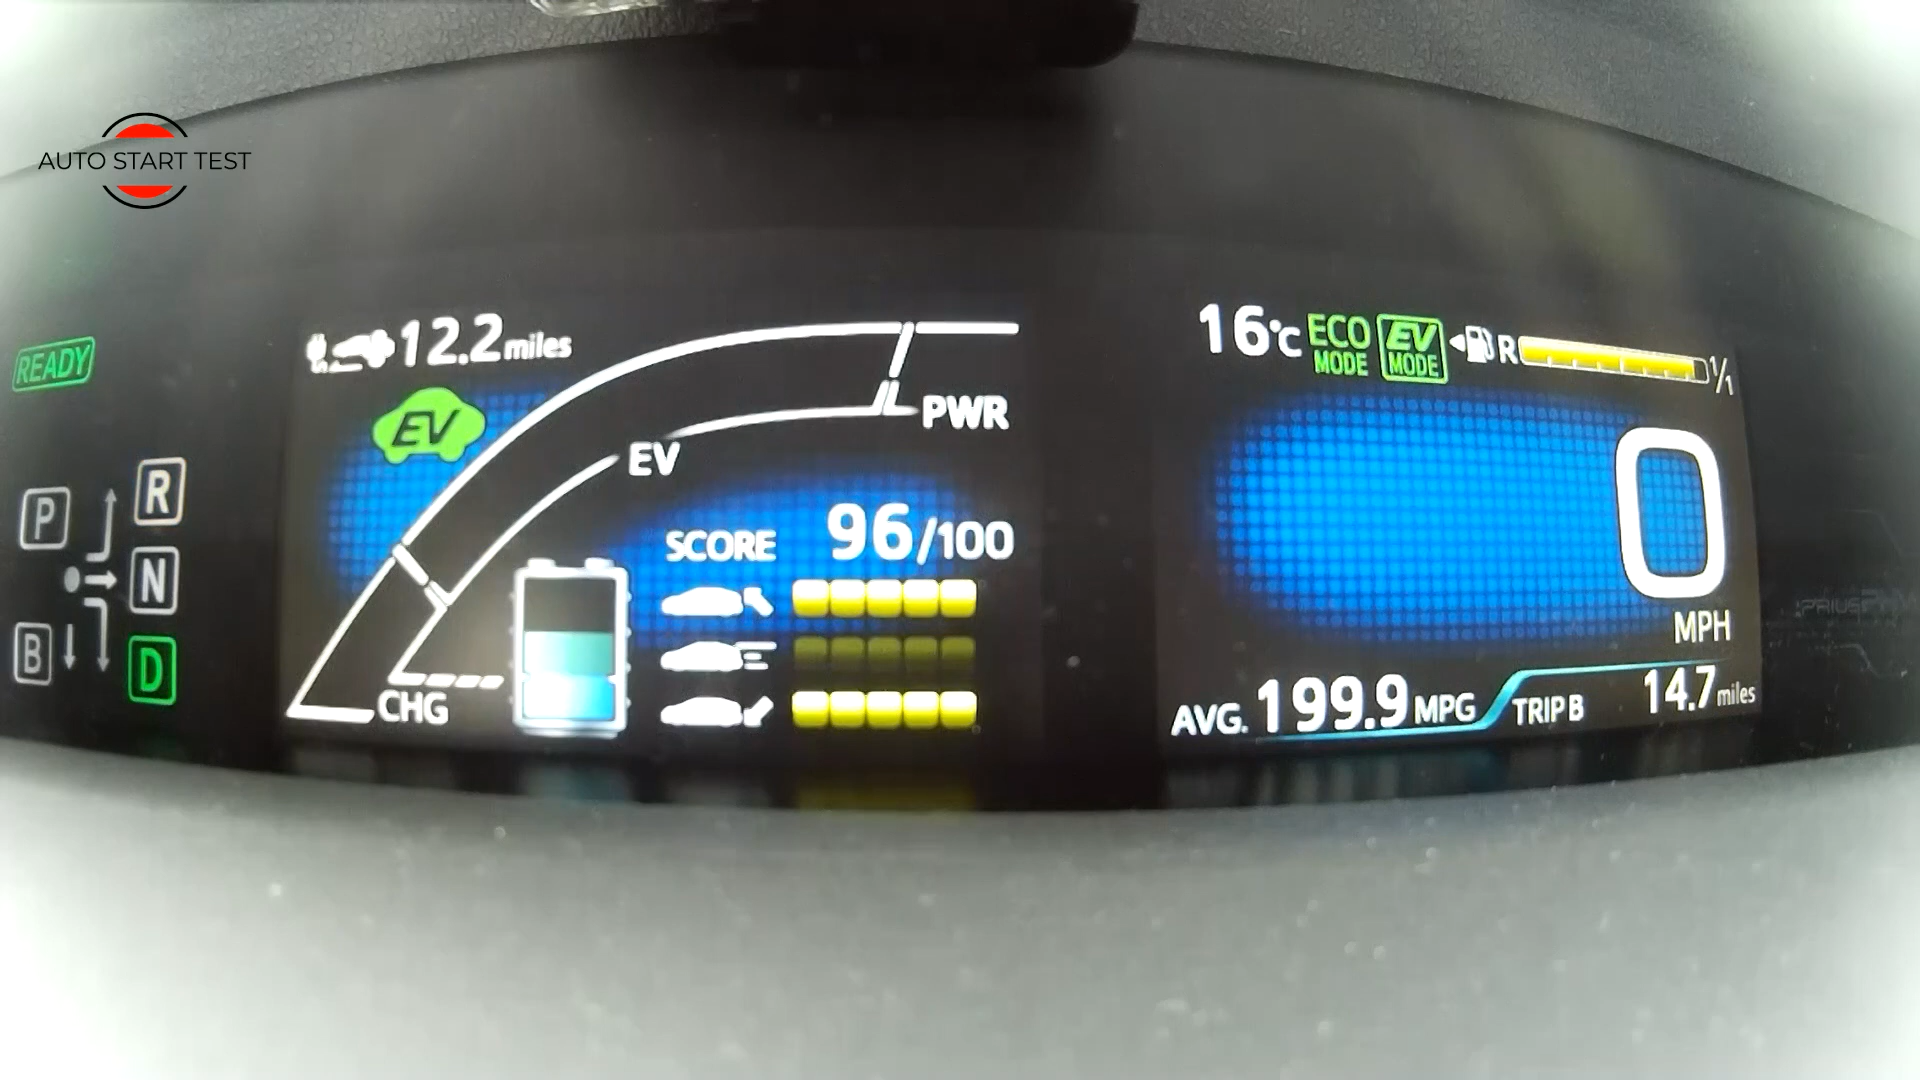 AUTO START TEST
READY
P
R
N
B
D
12.2 miles
EV
PWR
EV
SCORE 96/100
CHG
16°C ECO MODE EV MODE R 1/1
0
MPH
AVG. 199.9 MPG TRIP B 14.7 miles